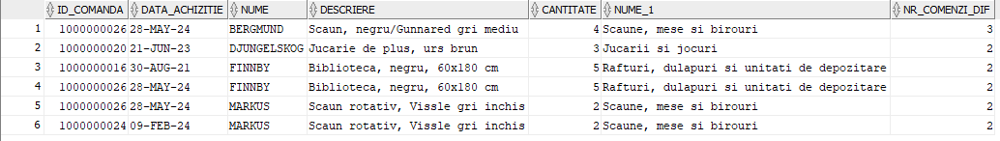 ID_COMANDA DATA_ACHIZITIE NUME DESCRIERE CANTITATE NUME_1 NR_COMENZI_DIF
1 1000000026 28-MAY-24 BERGMUND Scaun, negru/Gunnared gri mediu 4 Scaune, mese si birouri 3
2 1000000020 21-JUN-23 DJUNGELSKOG Jucarie de plus, urs brun 3 Jucarii si jocuri 2
3 1000000016 30-AUG-21 FINNBY Biblioteca, negru, 60x180 cm 5 Rafturi, dulapuri si unitati de depozitare 2
4 1000000026 28-MAY-24 FINNBY Biblioteca, negru, 60x180 cm 5 Rafturi, dulapuri si unitati de depozitare 2
5 1000000026 28-MAY-24 MARKUS Scaun rotativ, Vissle gri inchis 2 Scaune, mese si birouri 2
6 1000000024 09-FEB-24 MARKUS Scaun rotativ, Vissle gri inchis 2 Scaune, mese si birouri 2